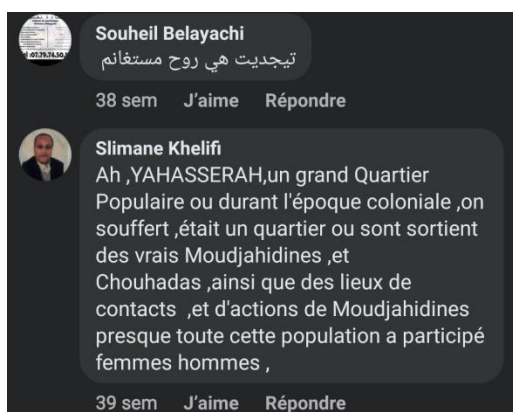 Souheil Belayachi
تيجديت هي روح مستغانم
38 sem J'aime Répondre
Slimane Khelifi
Ah ,YAHASSERAH,un grand Quartier
Populaire ou durant l'époque coloniale ,on
souffert ,était un quartier ou sont sortient
des vrais Moudjahidines ,et
Chouhadas ,ainsi que des lieux de
contacts ,et d'actions de Moudjahidines
presque toute cette population a participé
femmes hommes ,
39 sem J'aime Répondre